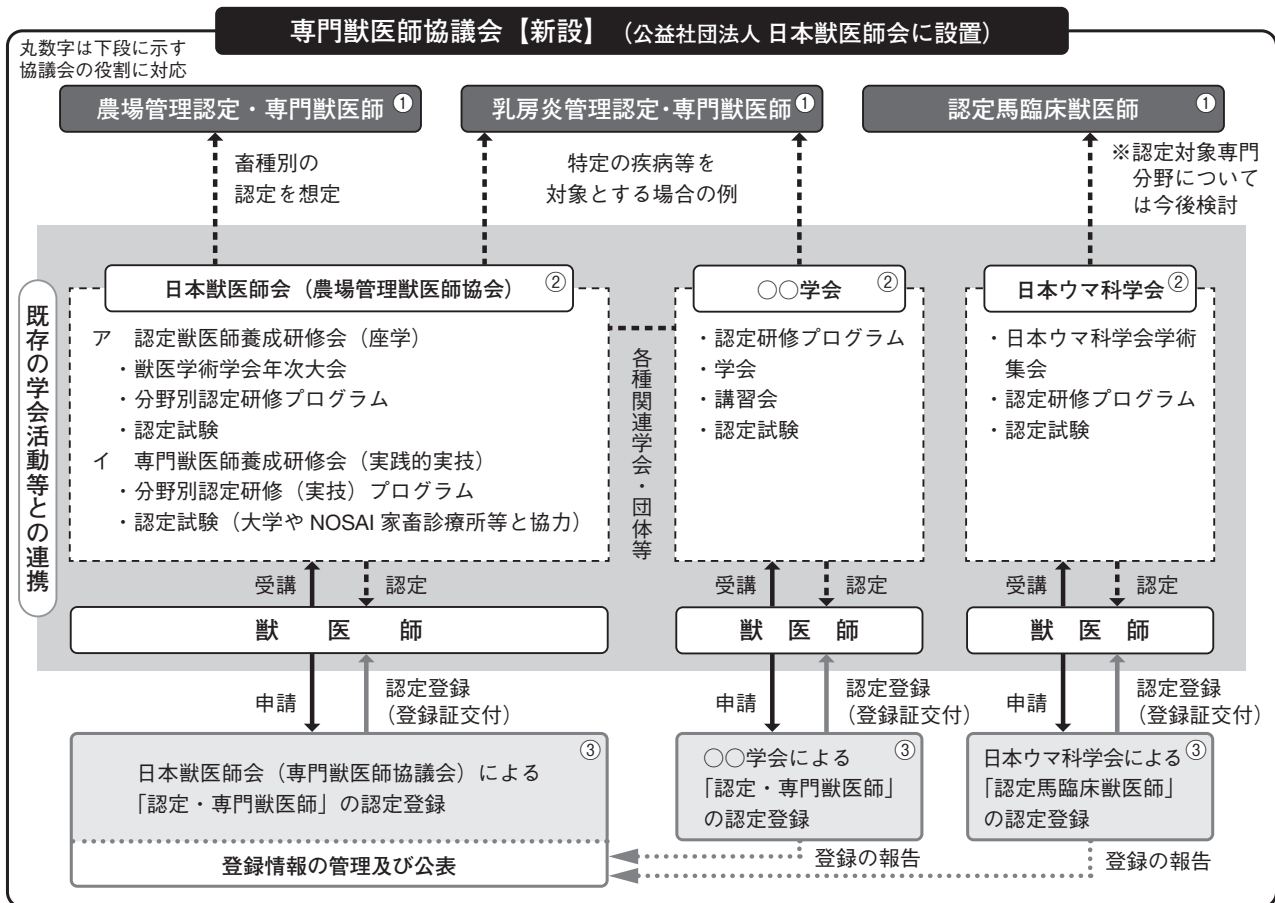 専門獣医師協議会【新設】（公益社団法人 日本獣医師会に設置）
丸数字は下段に示す
協議会の役割に対応
農場管理認定・専門獣医師 ①
乳房炎管理認定・専門獣医師 ①
認定馬臨床獣医師 ①
畜種別の
認定を想定
特定の疾病等を
対象とする場合の例
※認定対象専門
分野について
は今後検討
既存の学会活動等との連携
日本獣医師会（農場管理獣医師協会） ②
ア 認定獣医師養成研修会（座学）
・獣医学術学会年次大会
・分野別認定研修プログラム
・認定試験
イ 専門獣医師養成研修会（実践的実技）
・分野別認定研修（実技）プログラム
・認定試験（大学や NOSAI 家畜診療所等と協力）
各種関連学会・団体等
○○学会 ②
・認定研修プログラム
・学会
・講習会
・認定試験
日本ウマ科学会 ②
・日本ウマ科学会学術
集会
・認定研修プログラム
・認定試験
受講 認定
受講 認定
受講 認定
獣 医 師
獣 医 師
獣 医 師
申請
認定登録
（登録証交付）
申請
認定登録
（登録証交付）
申請
認定登録
（登録証交付）
③
日本獣医師会（専門獣医師協議会）による
「認定・専門獣医師」の認定登録
登録情報の管理及び公表
○○学会による ③
「認定・専門獣医師」
の認定登録
日本ウマ科学会による ③
「認定馬臨床獣医師」
の認定登録
登録の報告
登録の報告